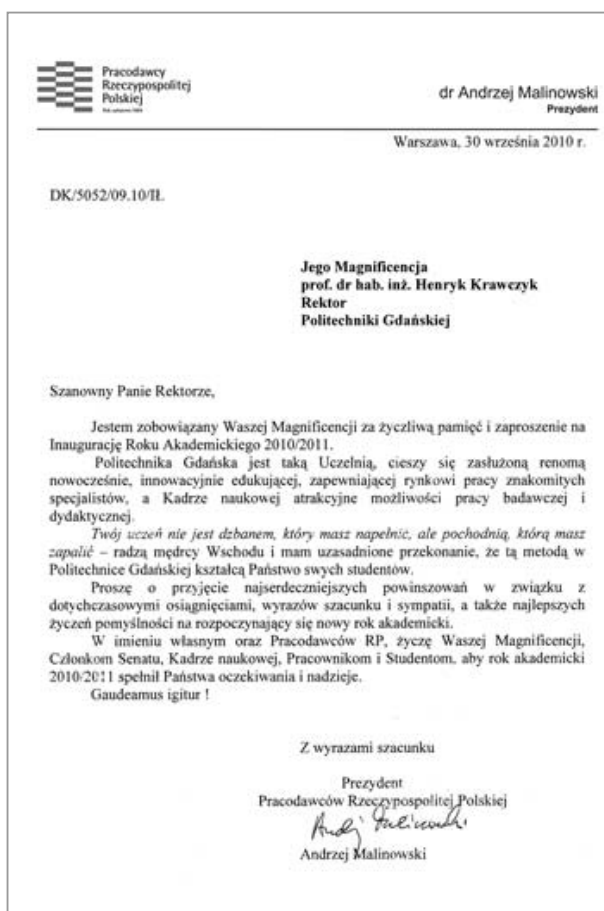 Pracodawcy
Rzeczypospolitej
Polskiej
dr Andrzej Malinowski
Prezydent
Warszawa, 30 września 2010 r.
DK/5052/09.10/IŁ
Jego Magnificencja
prof. dr hab. inż. Henryk Krawczyk
Rektor
Politechniki Gdańskiej
Szanowny Panie Rektorze,
Jestem zobowiązany Waszej Magnificencji za życzliwą pamięć i zaproszenie na
Inaugurację Roku Akademickiego 2010/2011.
Politechnika Gdańska jest taką Uczelnią, cieszy się zasłużoną renomą
nowocześnie, innowacyjnie edukującej, zapewniającej rynkowi pracy znakomitych
specjalistów, a Kadrze naukowej atrakcyjne możliwości pracy badawczej i
dydaktycznej.
Twój uczeń nie jest dzbanem, który masz napełnić, ale pochodnią, którą masz
zapalić – radzą mędrcy Wschodu i mam uzasadnione przekonanie, że tą metodą w
Politechnice Gdańskiej kształcą Państwo swych studentów.
Proszę o przyjęcie najserdeczniejszych powinszowań w związku z
dotychczasowymi osiągnięciami, wyrazów szacunku i sympatii, a także najlepszych
życzeń pomyślności na rozpoczynający się nowy rok akademicki.
W imieniu własnym oraz Pracodawców RP, życzę Waszej Magnificencji,
Członkom Senatu, Kadrze naukowej, Pracownikom i Studentom, aby rok akademicki
2010/2011 spełnił Państwa oczekiwania i nadzieje.
Gaudeamus igitur !
Z wyrazami szacunku
Prezydent
Pracodawców Rzeczypospolitej Polskiej
Andrzej Malinowski
Andrzej Malinowski